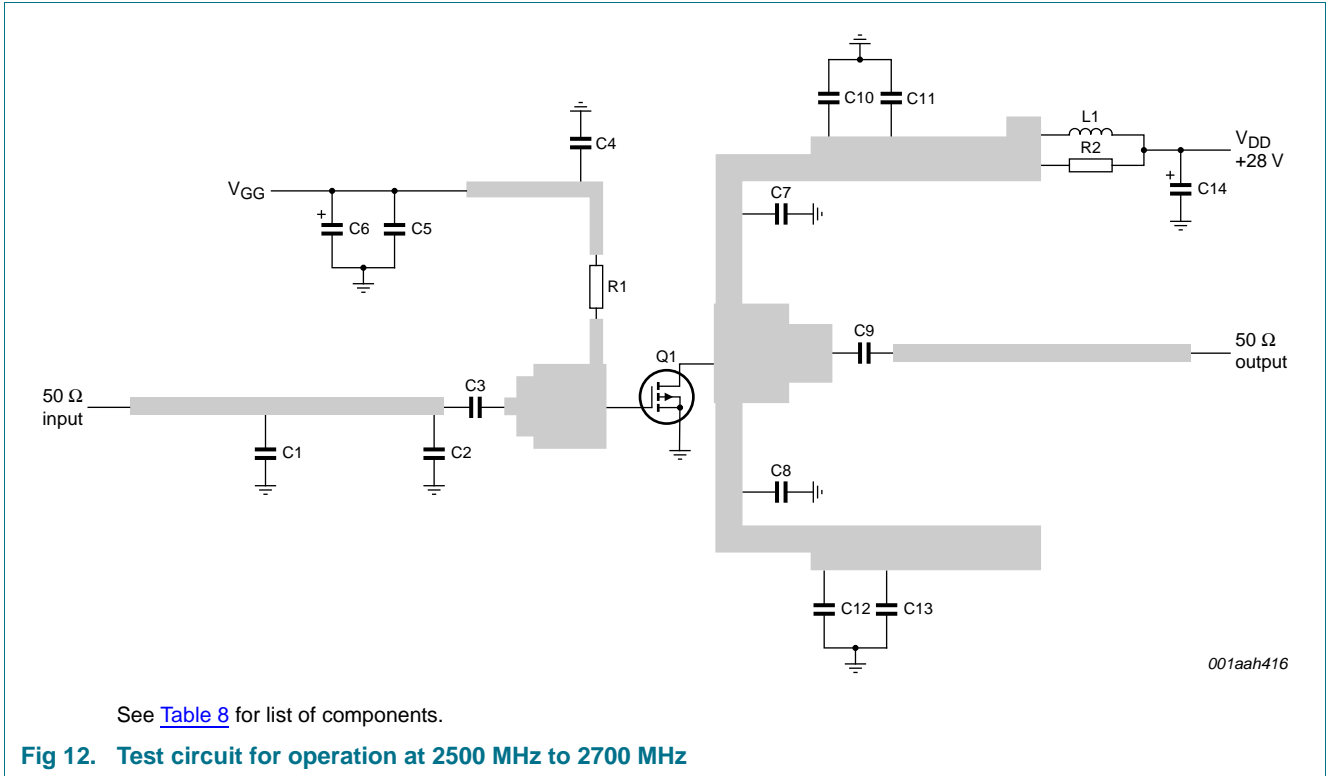 C10
C11
L1
R2
V_DD
+28 V
C14
C4
V_GG
+
C6
C5
C7
+
R1
C9
50 Ω
output
Q1
50 Ω
input
C3
C1
C2
C8
C12
C13
001aah416
See Table 8 for list of components.
Fig 12. Test circuit for operation at 2500 MHz to 2700 MHz